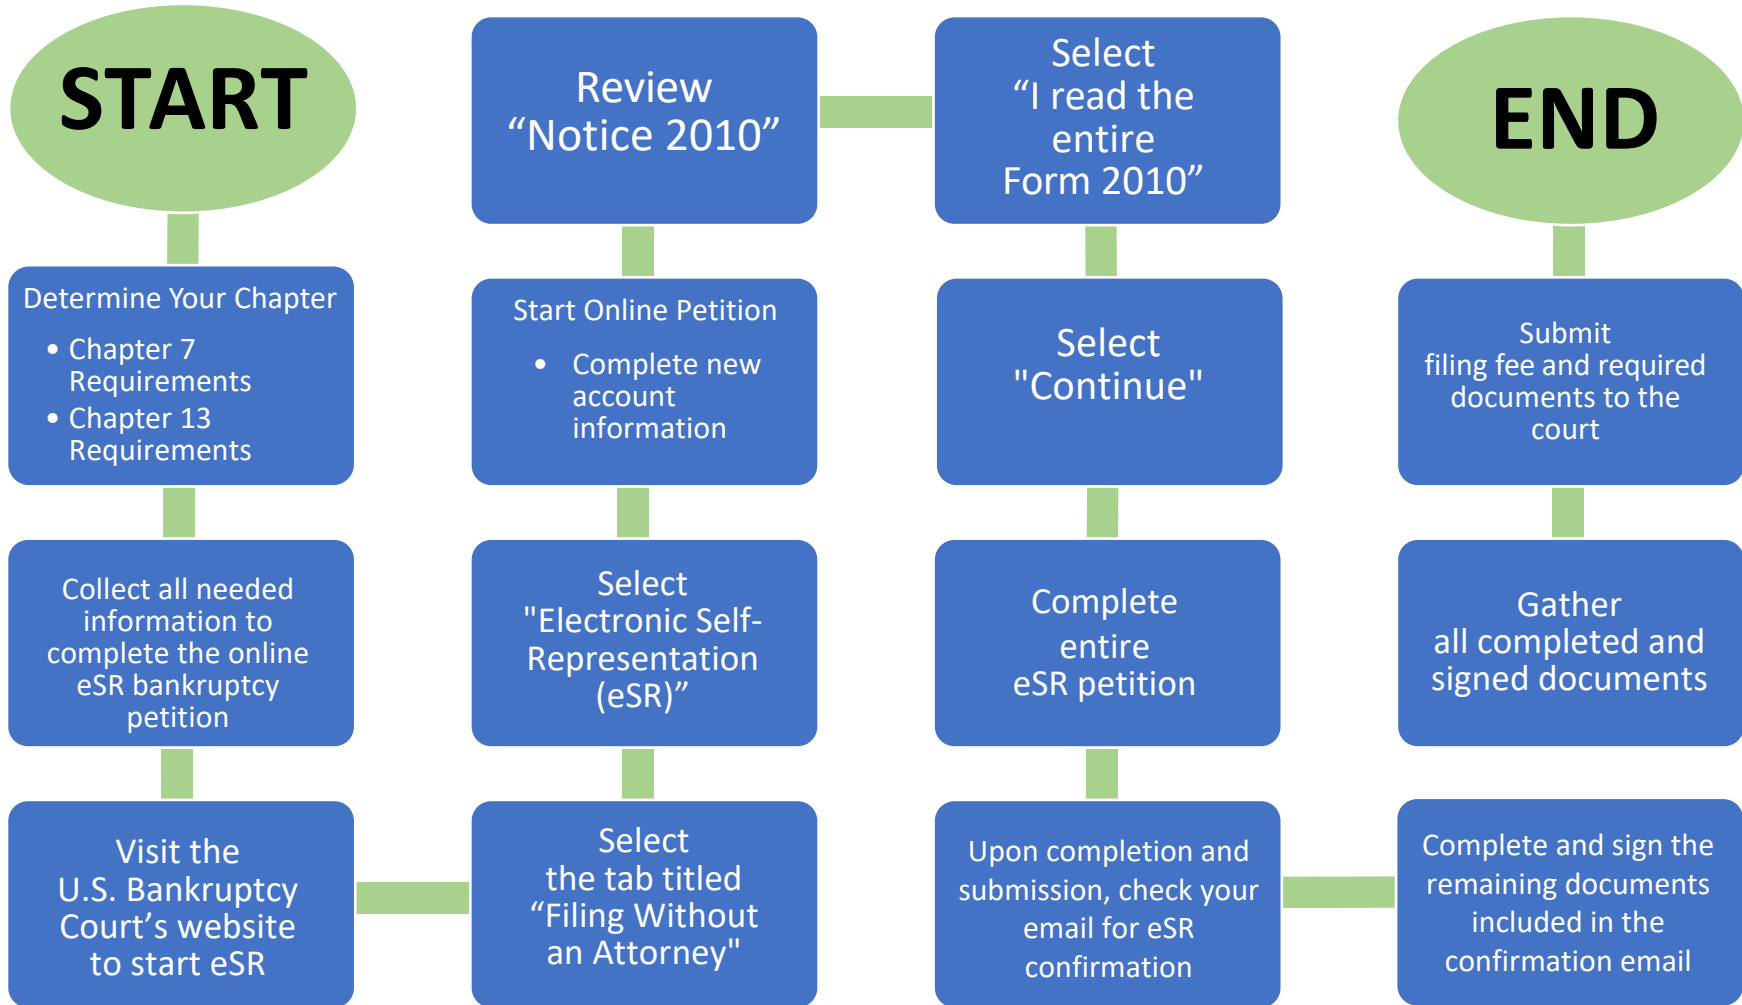 START
Determine Your Chapter
• Chapter 7
Requirements
• Chapter 13
Requirements
Collect all needed
information to
complete the online
eSR bankruptcy
petition
Visit the
U.S. Bankruptcy
Court’s website
to start eSR
Select
the tab titled
“Filing Without
an Attorney"
Select
"Electronic Self-
Representation
(eSR)”
Start Online Petition
• Complete new
account
information
Review
“Notice 2010”
Select
“I read the
entire
Form 2010”
Select
"Continue"
Complete
entire
eSR petition
Upon completion and
submission, check your
email for eSR
confirmation
Complete and sign the
remaining documents
included in the
confirmation email
Gather
all completed and
signed documents
Submit
filing fee and required
documents to the
court
END